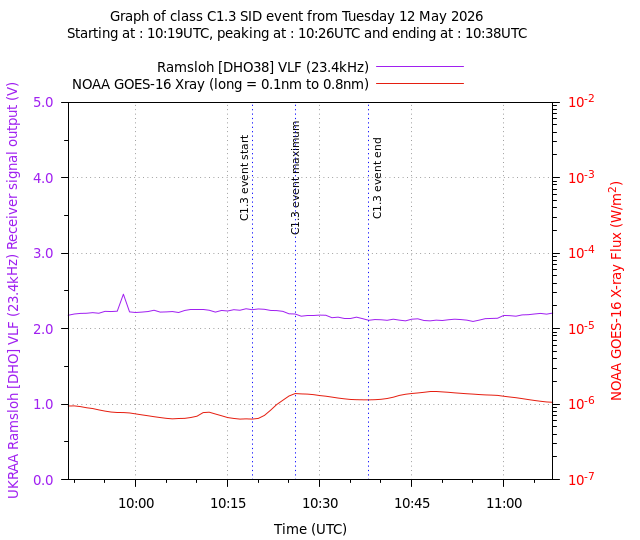 Graph of class C1.3 SID event from Tuesday 12 May 2026
Starting at : 10:19UTC, peaking at : 10:26UTC and ending at : 10:38UTC
Ramsloh [DHO38] VLF (23.4kHz)
NOAA GOES-16 Xray (long = 0.1nm to 0.8nm)
UKRAA Ramsloh [DHO] VLF (23.4kHz) Receiver signal output (V)
5.0
4.0
3.0
2.0
1.0
0.0
C1.3 event start
C1.3 event maximum
C1.3 event end
10-2
10-3
10-4
10-5
10-6
10-7
NOAA GOES-16 X-ray Flux (W/m2)
10:00 10:15 10:30 10:45 11:00
Time (UTC)